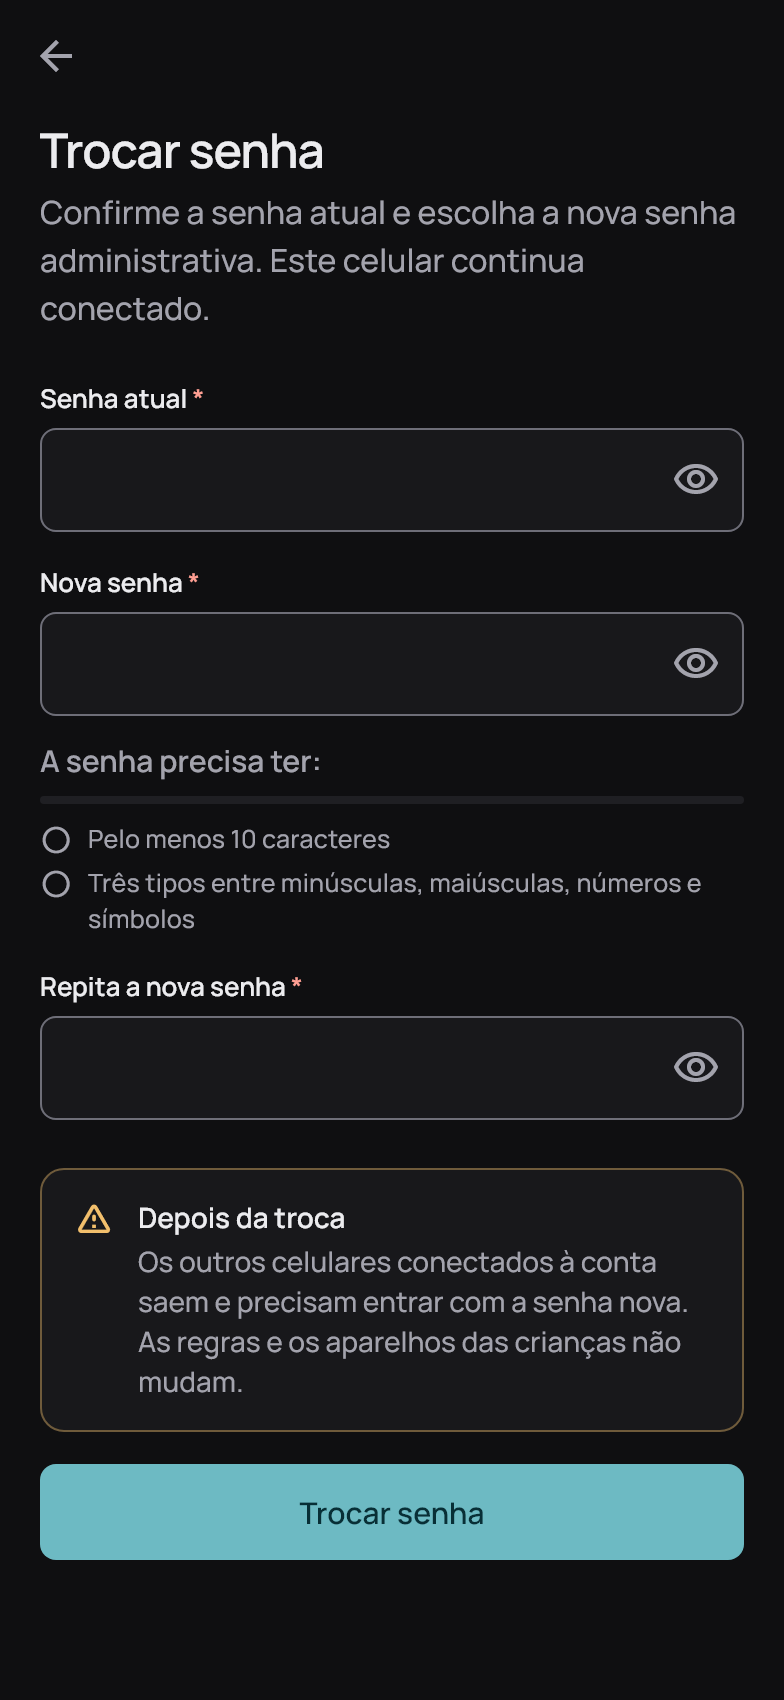 Trocar senha
Confirme a senha atual e escolha a nova senha
administrativa. Este celular continua
conectado.
Senha atual *
Nova senha *
A senha precisa ter:
Pelo menos 10 caracteres
Três tipos entre minúsculas, maiúsculas, números e
símbolos
Repita a nova senha *
Depois da troca
Os outros celulares conectados à conta
saem e precisam entrar com a senha nova.
As regras e os aparelhos das crianças não
mudam.
Trocar senha